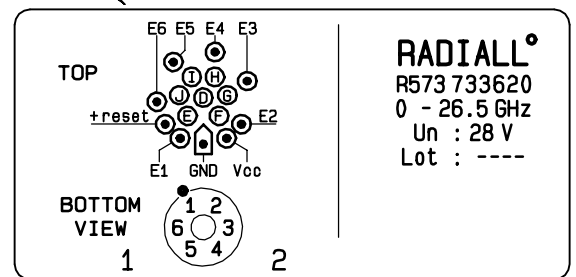 E6 E5 E4 E3
TOP
I H
J D G
E F
+reset
E2
E1 GND Vcc
BOTTOM
VIEW
1 2
6 3
5 4
1 2
RADIALL°
R573 733620
0 - 26.5 GHz
Un : 28 V
Lot : ----